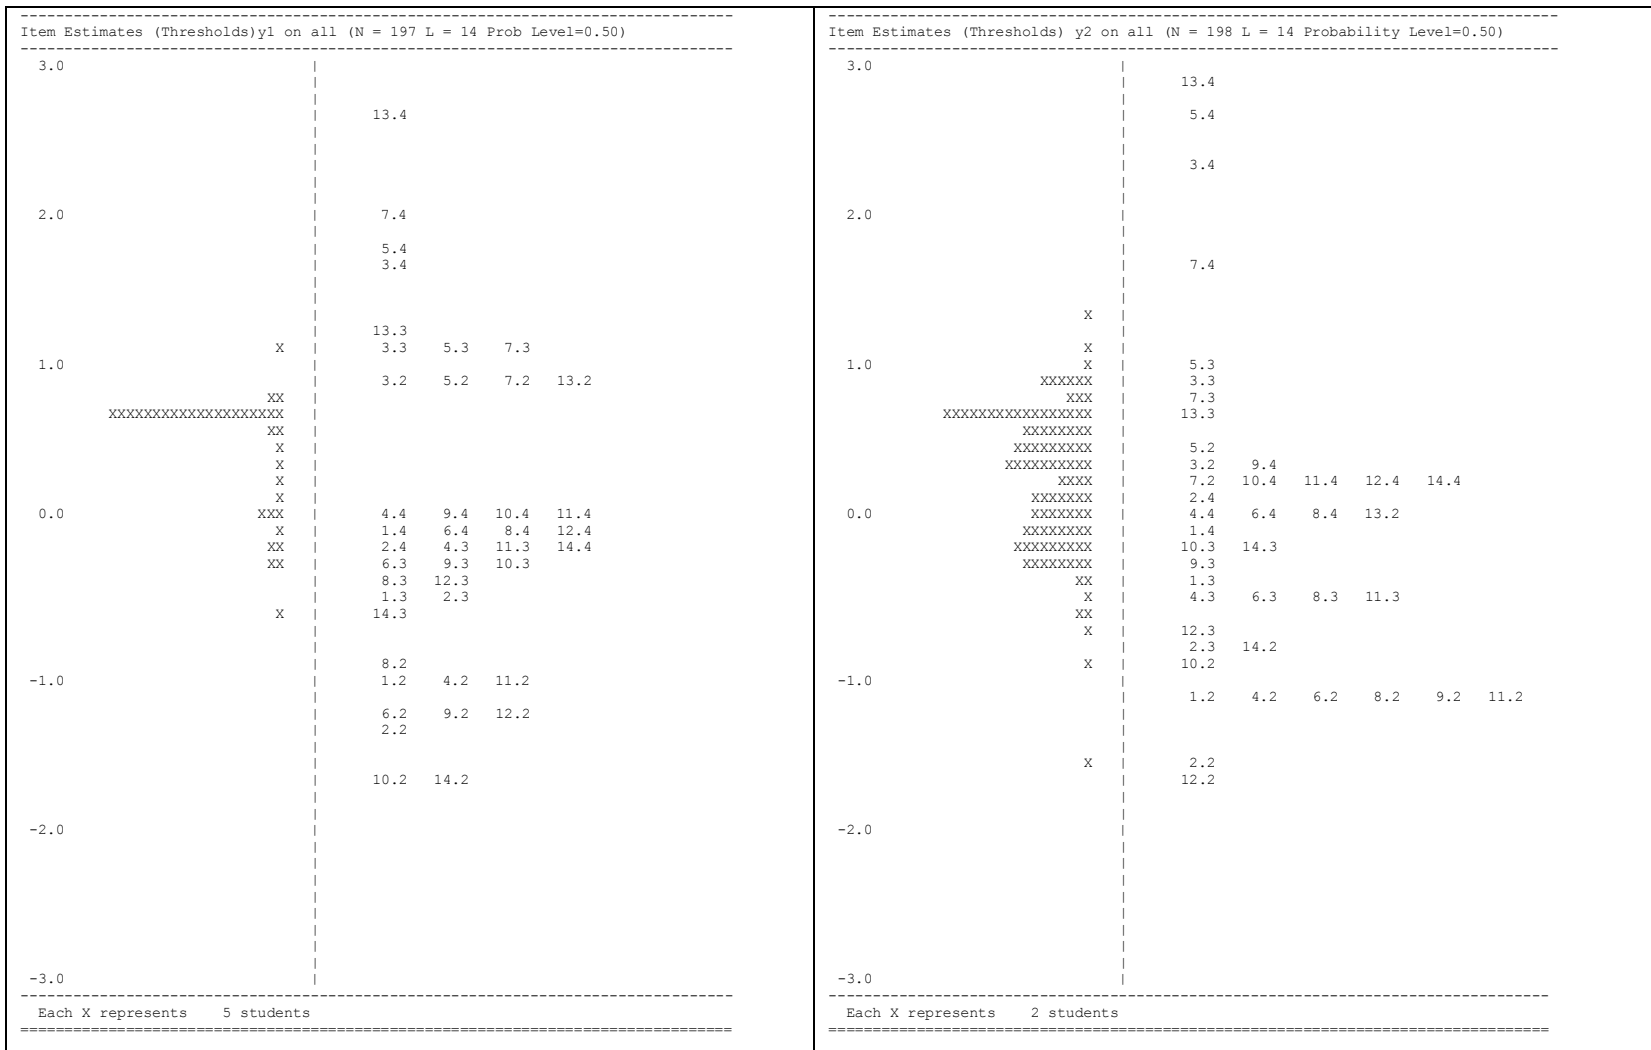 Item Estimates (Thresholds)y1 on all (N = 197 L = 14 Prob Level=0.50)
3.0 |
| 13.4
2.0 | 7.4
| 5.4
| 3.4
| 13.3
X | 3.3 5.3 7.3
1.0 |
| 3.2 5.2 7.2 13.2
XX |
XXXXXXXXXXXXXXXXXXXX |
XX |
X |
X |
X |
X |
0.0 XXX | 4.4 9.4 10.4 11.4
X | 1.4 6.4 8.4 12.4
XX | 2.4 4.3 11.3 14.4
XX | 6.3 9.3 10.3
| 8.3 12.3
| 1.3 2.3
X | 14.3
| 8.2
-1.0 | 1.2 4.2 11.2
| 6.2 9.2 12.2
| 2.2
| 10.2 14.2
-2.0 |
-3.0 |
Each X represents 5 students
Item Estimates (Thresholds) y2 on all (N = 198 L = 14 Probability Level=0.50)
3.0 |
| 13.4
| 5.4
| 3.4
2.0 |
| 7.4
X |
X |
1.0 X | 5.3
XXXXXX | 3.3
XXX | 7.3
XXXXXXXXXXXXXXXXX | 13.3
XXXXXXXX |
XXXXXXXXX | 5.2
XXXXXXXXXX | 3.2 9.4
XXXX | 7.2 10.4 11.4 12.4 14.4
XXXXXXX | 2.4
0.0 XXXXXXX | 4.4 6.4 8.4 13.2
XXXXXXXX | 1.4
XXXXXXXXX | 10.3 14.3
XXXXXXXX | 9.3
XX | 1.3
X | 4.3 6.3 8.3 11.3
XX |
X | 12.3
| 2.3 14.2
X | 10.2
-1.0 |
| 1.2 4.2 6.2 8.2 9.2 11.2
X | 2.2
| 12.2
-2.0 |
-3.0 |
Each X represents 2 students